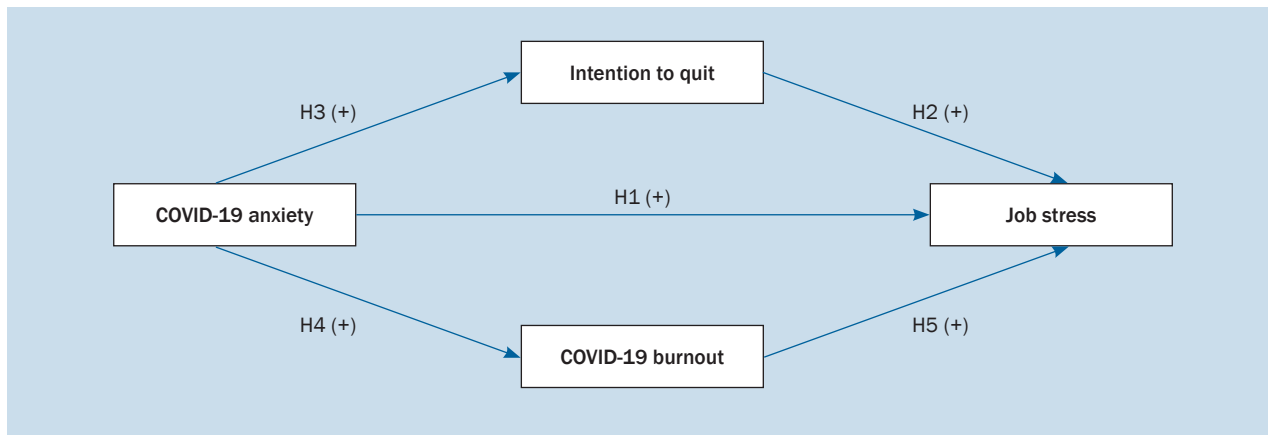 Intention to quit
H3 (+)
H2 (+)
H1 (+)
COVID-19 anxiety
Job stress
H4 (+)
H5 (+)
COVID-19 burnout